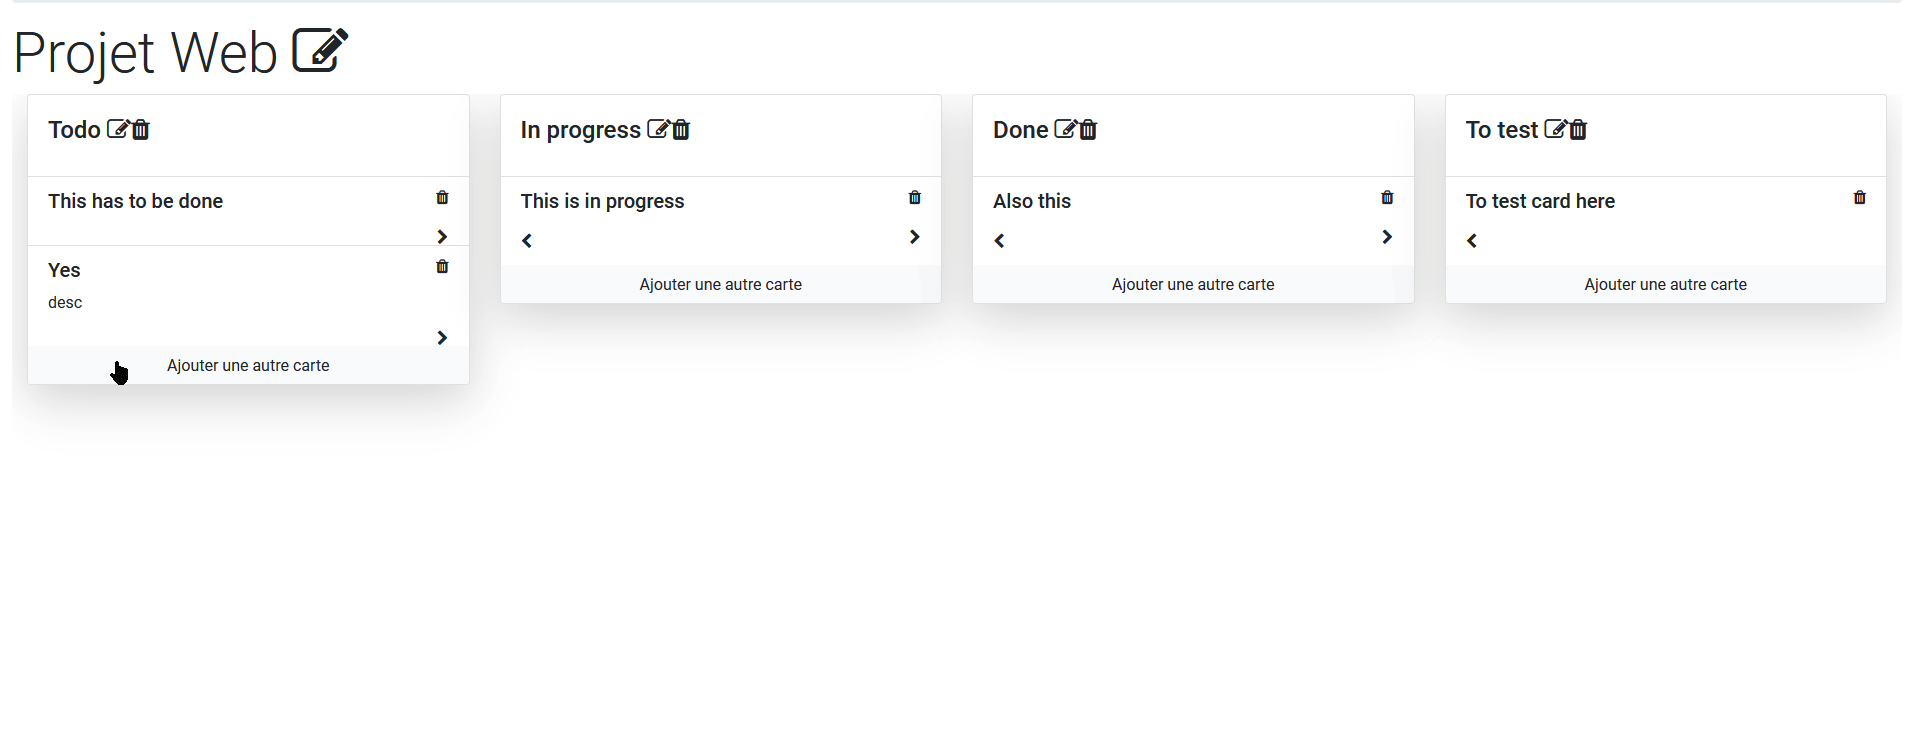 Projet Web
Todo
This has to be done
Yes
desc
Ajouter une autre carte
In progress
This is in progress
Ajouter une autre carte
Done
Also this
Ajouter une autre carte
To test
To test card here
Ajouter une autre carte